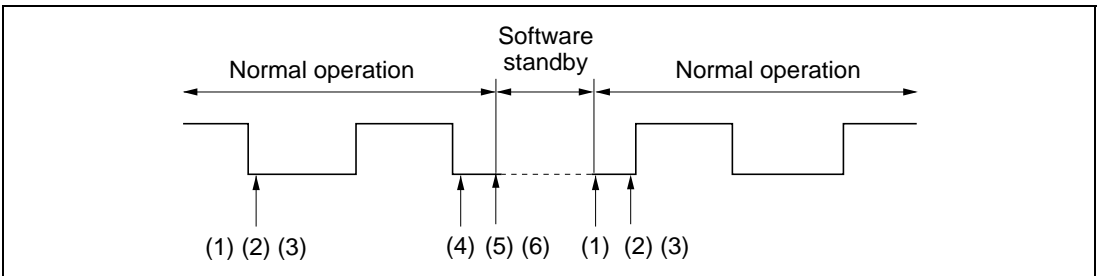 Software
standby
Normal operation
Normal operation
(1) (2) (3)
(4) (5) (6)
(1) (2) (3)